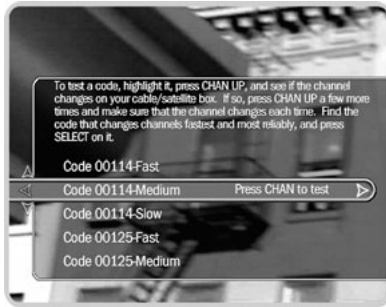 To test a code, highlight it, press CHAN UP, and see if the channel
changes on your cable/satellite box. If so, press CHAN UP a few more
times and make sure that the channel changes each time. Find the
code that changes channels fastest and most reliably, and press
SELECT on it.
Code 00114-Fast
Code 00114-Medium Press CHAN to test
Code 00114-Slow
Code 00125-Fast
Code 00125-Medium